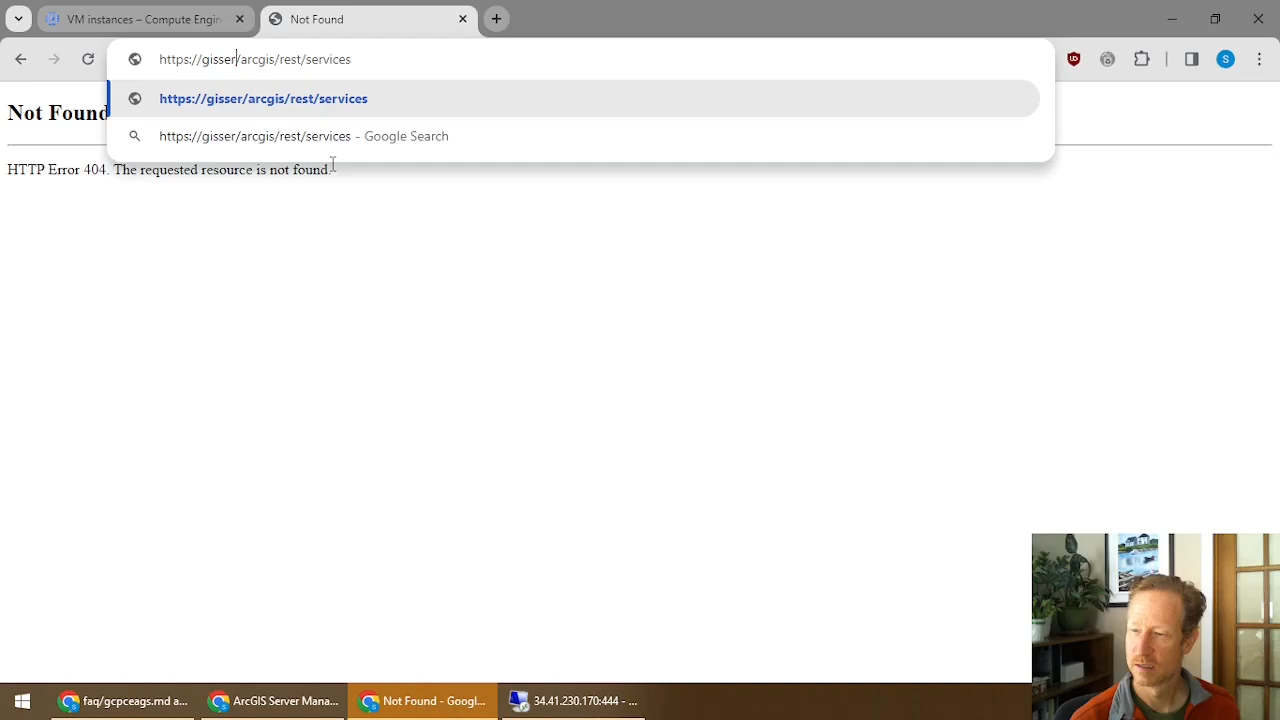 VM instances – Compute Engin
Not Found
https://gisser/arcgis/rest/services
https://gisser/arcgis/rest/services
https://gisser/arcgis/rest/services - Google Search
S
Not Found
HTTP Error 404. The requested resource is not found.
faq/gcpceags.md a...
ArcGIS Server Mana...
Not Found - Googl...
34.41.230.170:444 - ...